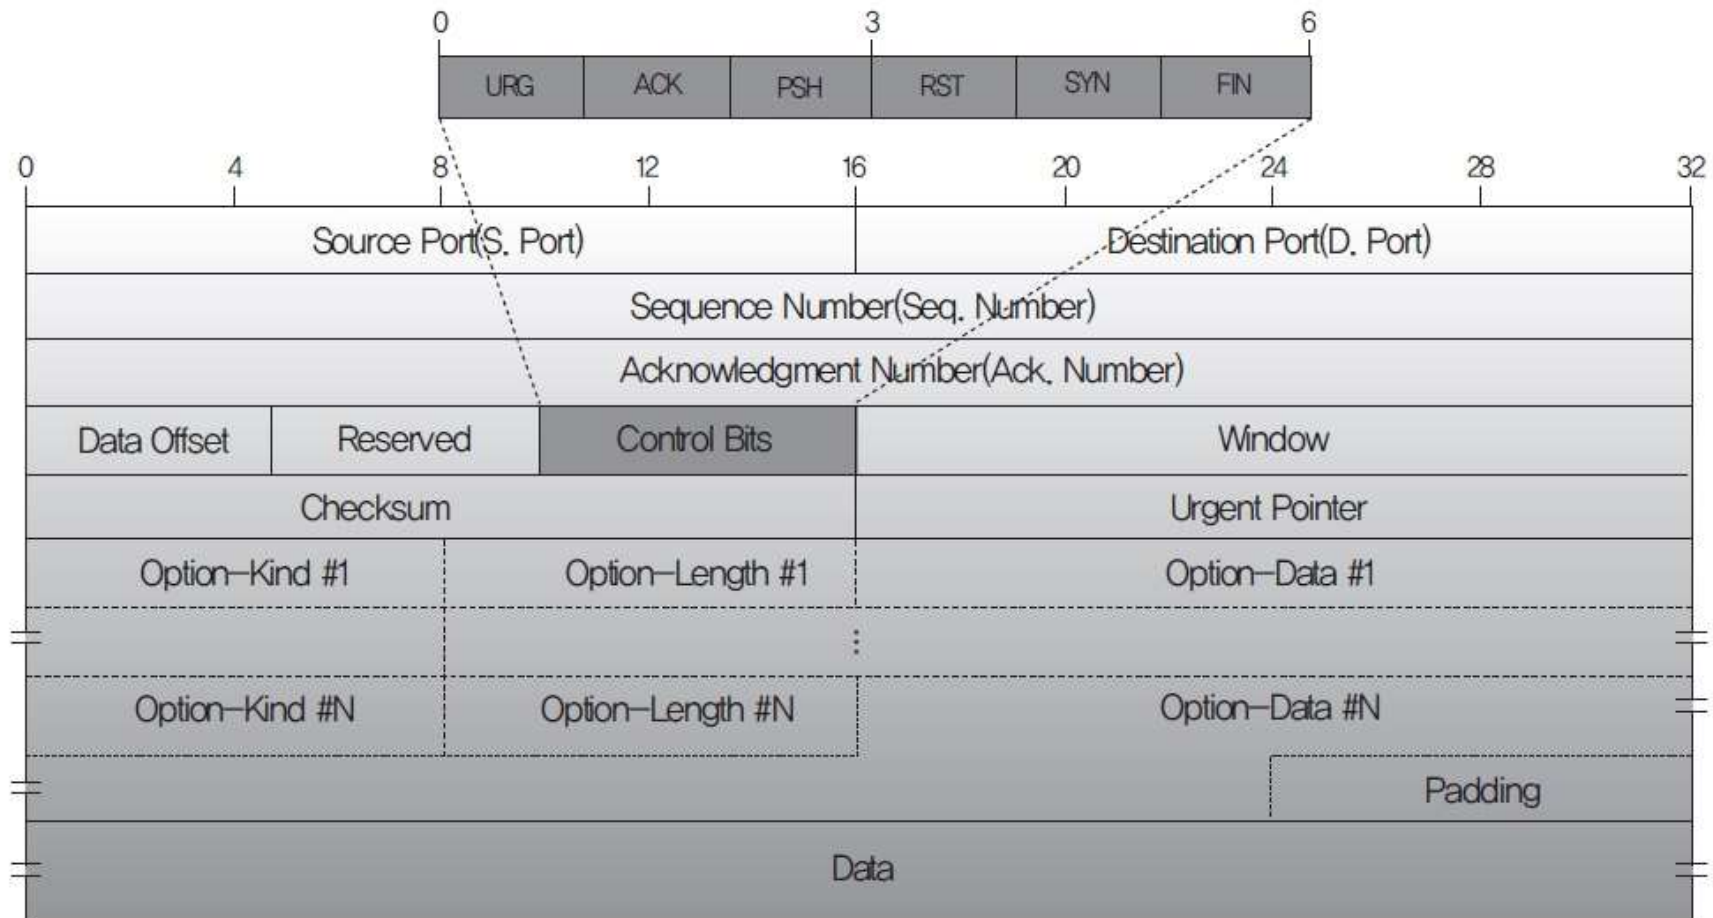 0 3 6
URG ACK PSH RST SYN FIN
0 4 8 12 16 20 24 28 32
Source Port(S. Port) Destination Port(D. Port)
Sequence Number(Seq. Number)
Acknowledgment Number(Ack. Number)
Data Offset Reserved Control Bits Window
Checksum Urgent Pointer
Option-Kind #1 Option-Length #1 Option-Data #1
Option-Kind #N Option-Length #N Option-Data #N
Padding
Data